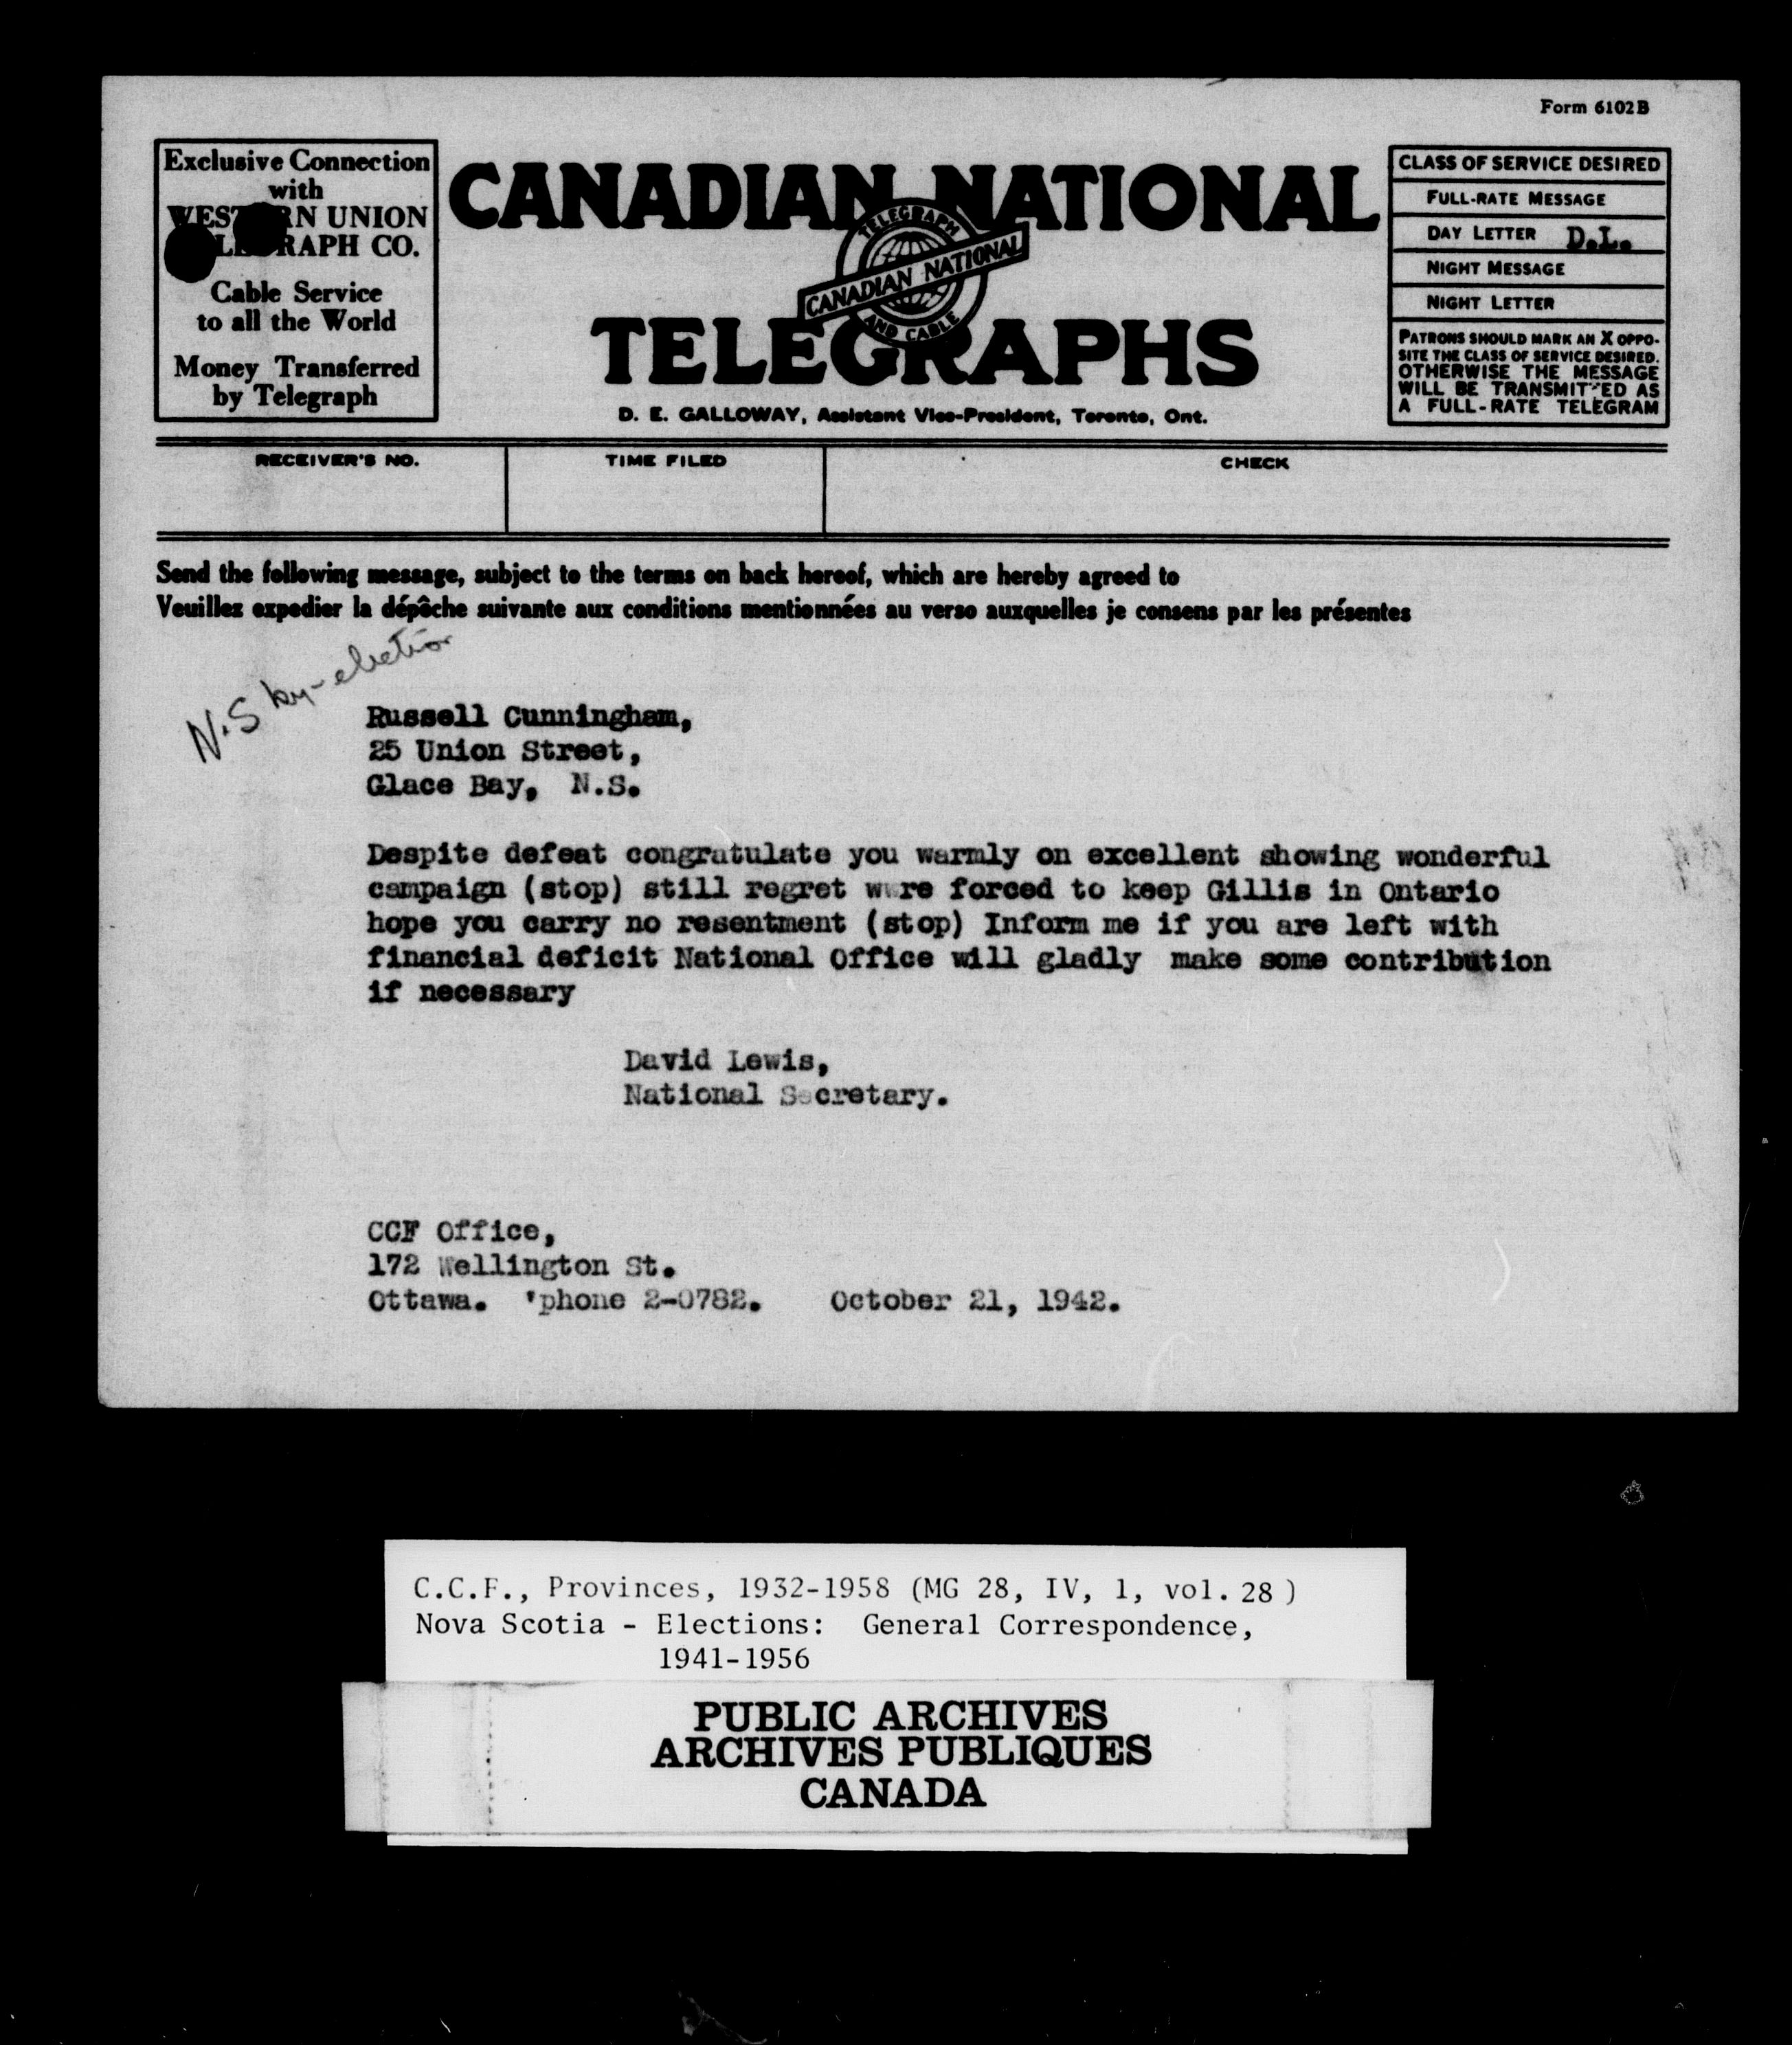 Form 6102B
Exclusive Connection
with
WESTERN UNION
TELEGRAPH CO.
Cable Service
to all the World
Money Transferred
by Telegraph
CANADIAN NATIONAL
TELEGRAPH
CANADIAN NATIONAL
AND CABLE
TELEGRAPHS
D. E. GALLOWAY, Assistant Vice-President, Toronto, Ont.
CLASS OF SERVICE DESIRED
FULL-RATE MESSAGE
DAY LETTER D.L.
NIGHT MESSAGE
NIGHT LETTER
PATRONS SHOULD MARK AN X OPPO-
SITE THE CLASS OF SERVICE DESIRED.
OTHERWISE THE MESSAGE
WILL BE TRANSMITTED AS
A FULL-RATE TELEGRAM
RECEIVER'S NO. TIME FILED CHECK
Send the following message, subject to the terms on back hereof, which are hereby agreed to
Veuillez expedier la dépêche suivante aux conditions mentionnées au verso auxquelles je consens par les présentes
N.S by-election
Russell Cunningham,
25 Union Street,
Glace Bay, N.S.
Despite defeat congratulate you warmly on excellent showing wonderful
campaign (stop) still regret were forced to keep Gillis in Ontario
hope you carry no resentment (stop) Inform me if you are left with
financial deficit National Office will gladly make some contribution
if necessary
David Lewis,
National Secretary.
CCF Office,
172 Wellington St.
Ottawa. 'phone 2-0782. October 21, 1942.
C.C.F., Provinces, 1932-1958 (MG 28, IV, 1, vol. 28)
Nova Scotia - Elections: General Correspondence,
1941-1956
PUBLIC ARCHIVES
ARCHIVES PUBLIQUES
CANADA